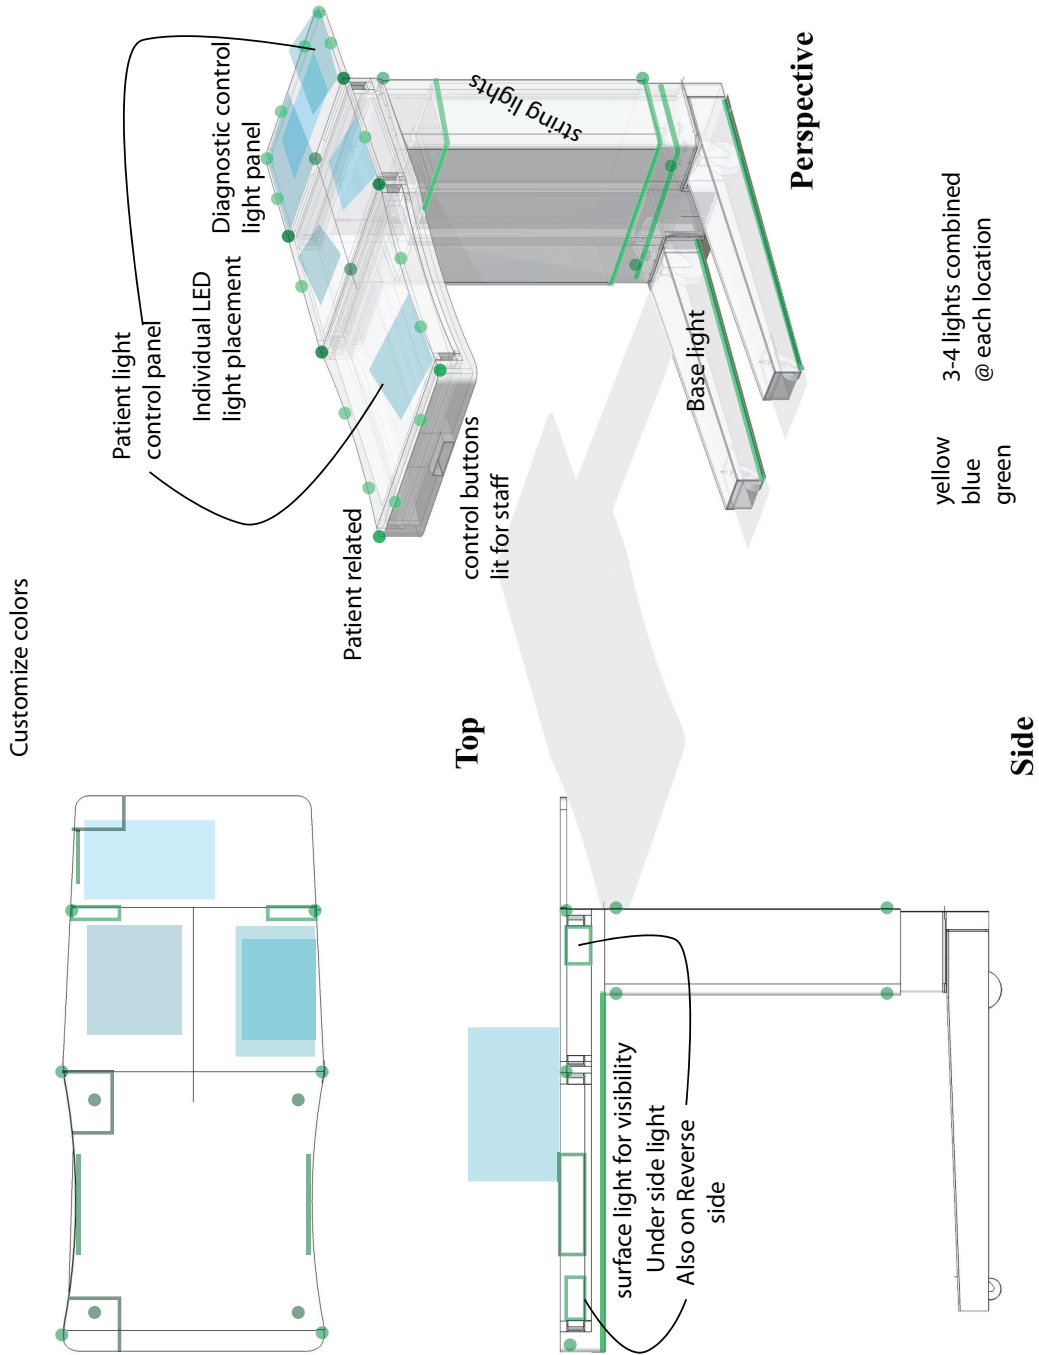 Customize colors
Patient light
control panel
Individual LED
light placement
Diagnostic control
light panel
string lights
Patient related
control buttons
lit for staff
Base light
Perspective
Top
surface light for visibility
Under side light
Also on Reverse
side
yellow
blue
green
3-4 lights combined
@ each location
Side